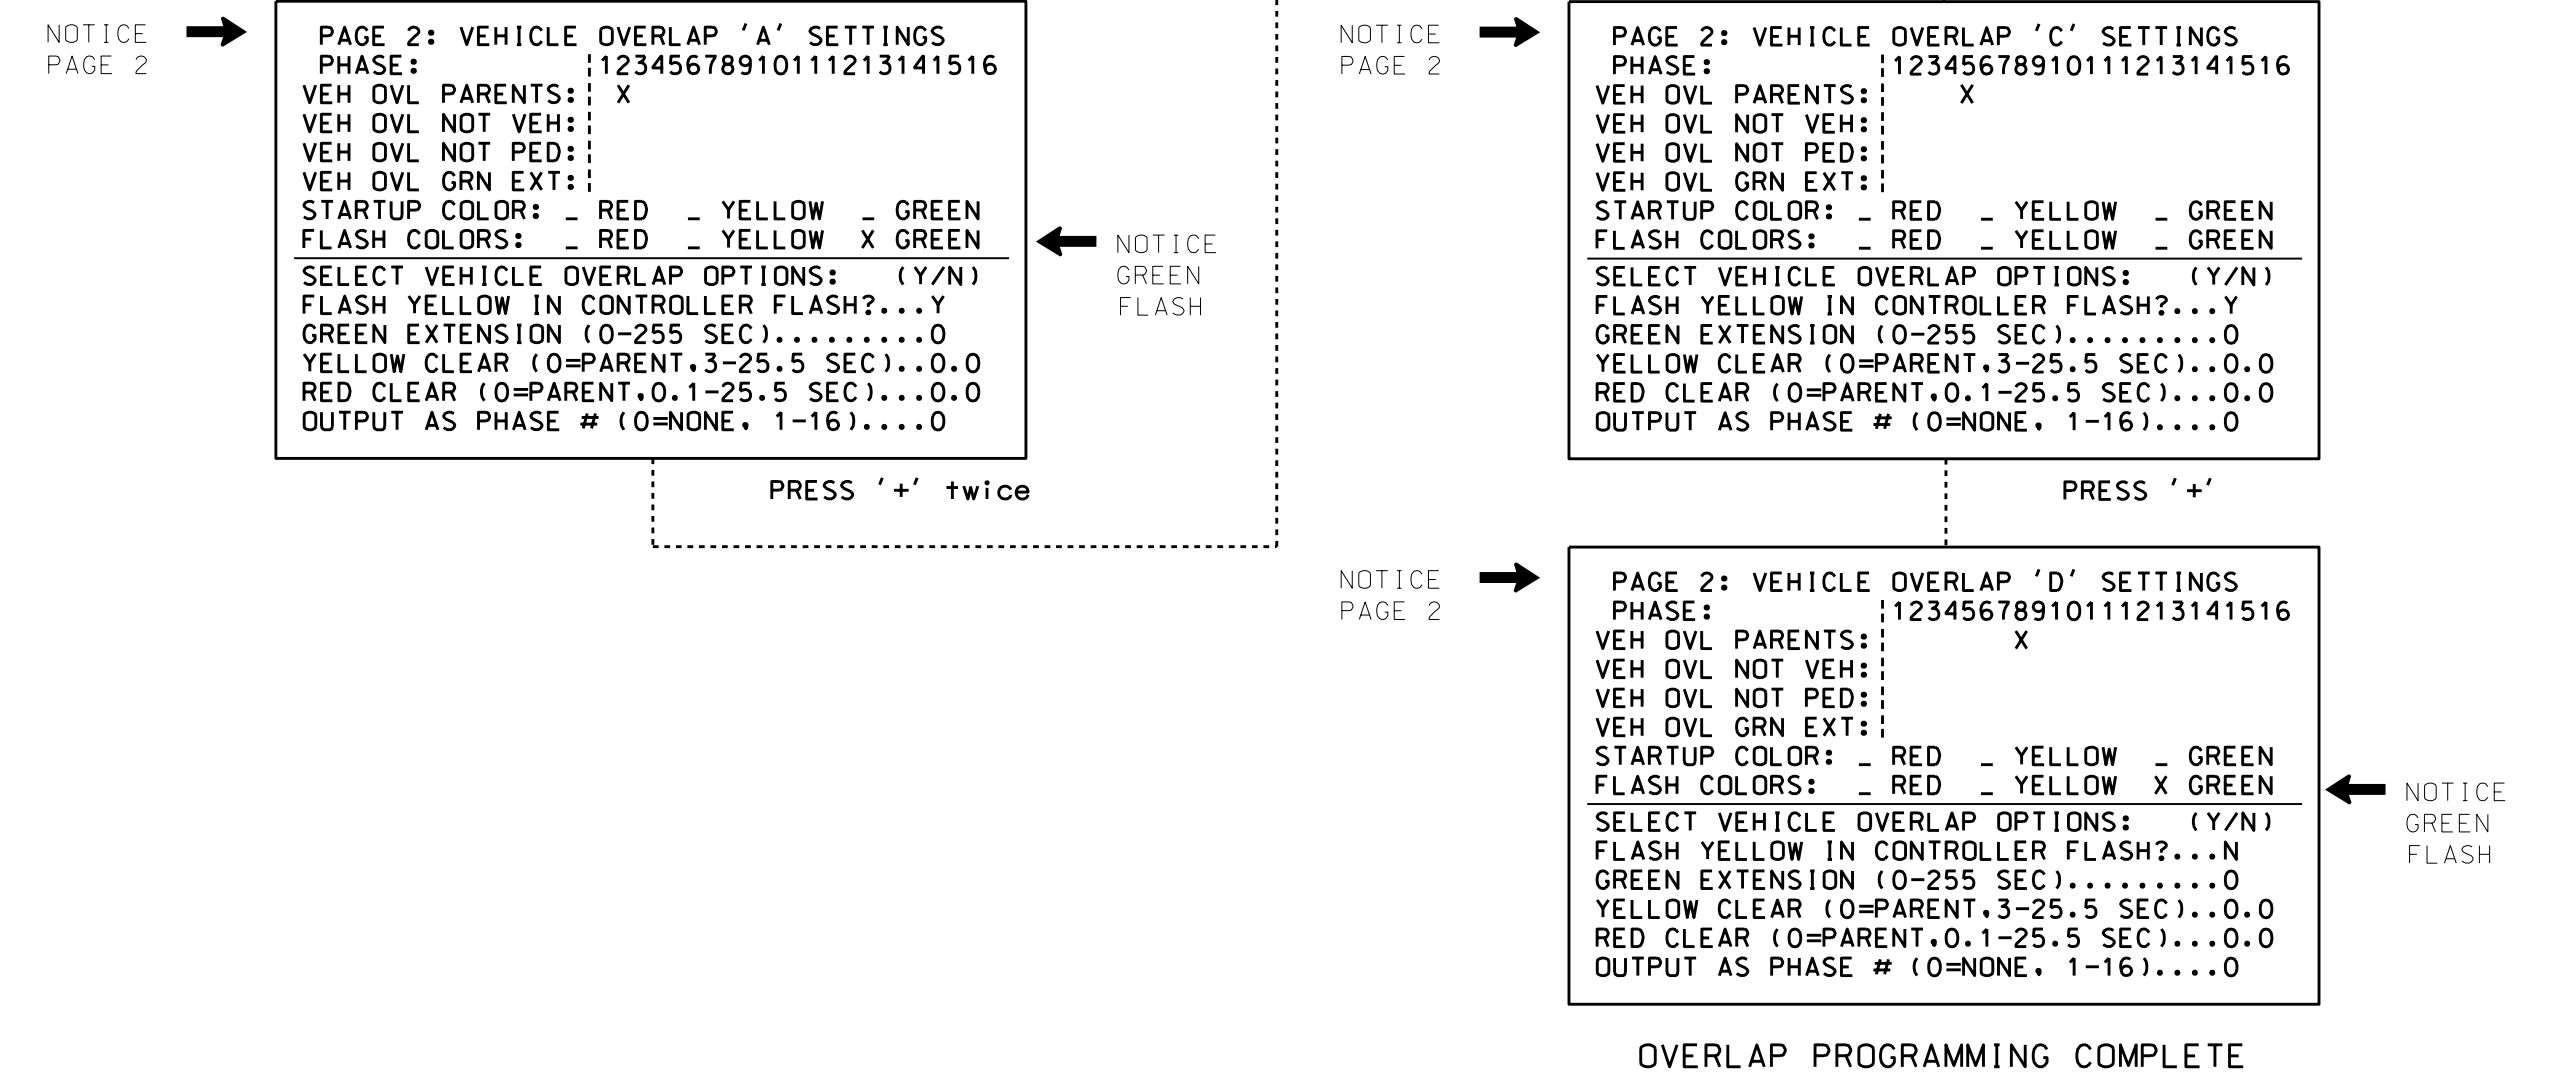 NOTICE
PAGE 2
PAGE 2: VEHICLE OVERLAP 'A' SETTINGS
PHASE: 12345678910111213141516
VEH OVL PARENTS: X
VEH OVL NOT VEH:
VEH OVL NOT PED:
VEH OVL GRN EXT:
STARTUP COLOR: _ RED _ YELLOW _ GREEN
FLASH COLORS: _ RED _ YELLOW X GREEN
NOTICE
GREEN
FLASH
SELECT VEHICLE OVERLAP OPTIONS: (Y/N)
FLASH YELLOW IN CONTROLLER FLASH?...Y
GREEN EXTENSION (0-255 SEC).........0
YELLOW CLEAR (0=PARENT,3-25.5 SEC)..0.0
RED CLEAR (0=PARENT,0.1-25.5 SEC)...0.0
OUTPUT AS PHASE # (0=NONE, 1-16)....0
PRESS '+' twice
NOTICE
PAGE 2
PAGE 2: VEHICLE OVERLAP 'C' SETTINGS
PHASE: 12345678910111213141516
VEH OVL PARENTS: X
VEH OVL NOT VEH:
VEH OVL NOT PED:
VEH OVL GRN EXT:
STARTUP COLOR: _ RED _ YELLOW _ GREEN
FLASH COLORS: _ RED _ YELLOW _ GREEN
SELECT VEHICLE OVERLAP OPTIONS: (Y/N)
FLASH YELLOW IN CONTROLLER FLASH?...Y
GREEN EXTENSION (0-255 SEC).........0
YELLOW CLEAR (0=PARENT,3-25.5 SEC)..0.0
RED CLEAR (0=PARENT,0.1-25.5 SEC)...0.0
OUTPUT AS PHASE # (0=NONE, 1-16)....0
PRESS '+'
NOTICE
PAGE 2
PAGE 2: VEHICLE OVERLAP 'D' SETTINGS
PHASE: 12345678910111213141516
VEH OVL PARENTS: X
VEH OVL NOT VEH:
VEH OVL NOT PED:
VEH OVL GRN EXT:
STARTUP COLOR: _ RED _ YELLOW _ GREEN
FLASH COLORS: _ RED _ YELLOW X GREEN
NOTICE
GREEN
FLASH
SELECT VEHICLE OVERLAP OPTIONS: (Y/N)
FLASH YELLOW IN CONTROLLER FLASH?...N
GREEN EXTENSION (0-255 SEC).........0
YELLOW CLEAR (0=PARENT,3-25.5 SEC)..0.0
RED CLEAR (0=PARENT,0.1-25.5 SEC)...0.0
OUTPUT AS PHASE # (0=NONE, 1-16)....0
OVERLAP PROGRAMMING COMPLETE